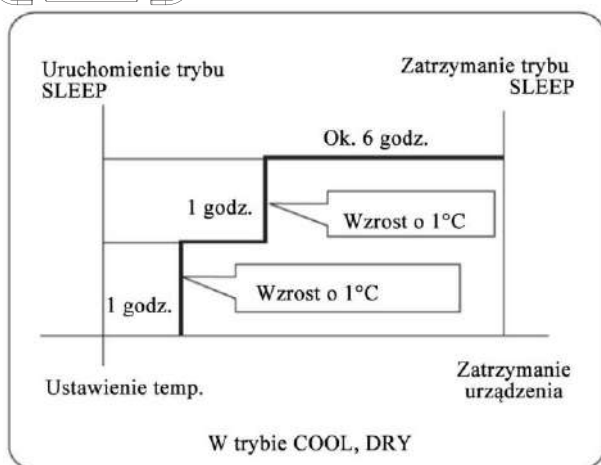 Uruchomienie trybu
SLEEP
Zatrzymanie trybu
SLEEP
Ok. 6 godz.
1 godz.
Wzrost o 1°C
1 godz.
Wzrost o 1°C
Ustawienie temp.
Zatrzymanie
urządzenia
W trybie COOL, DRY